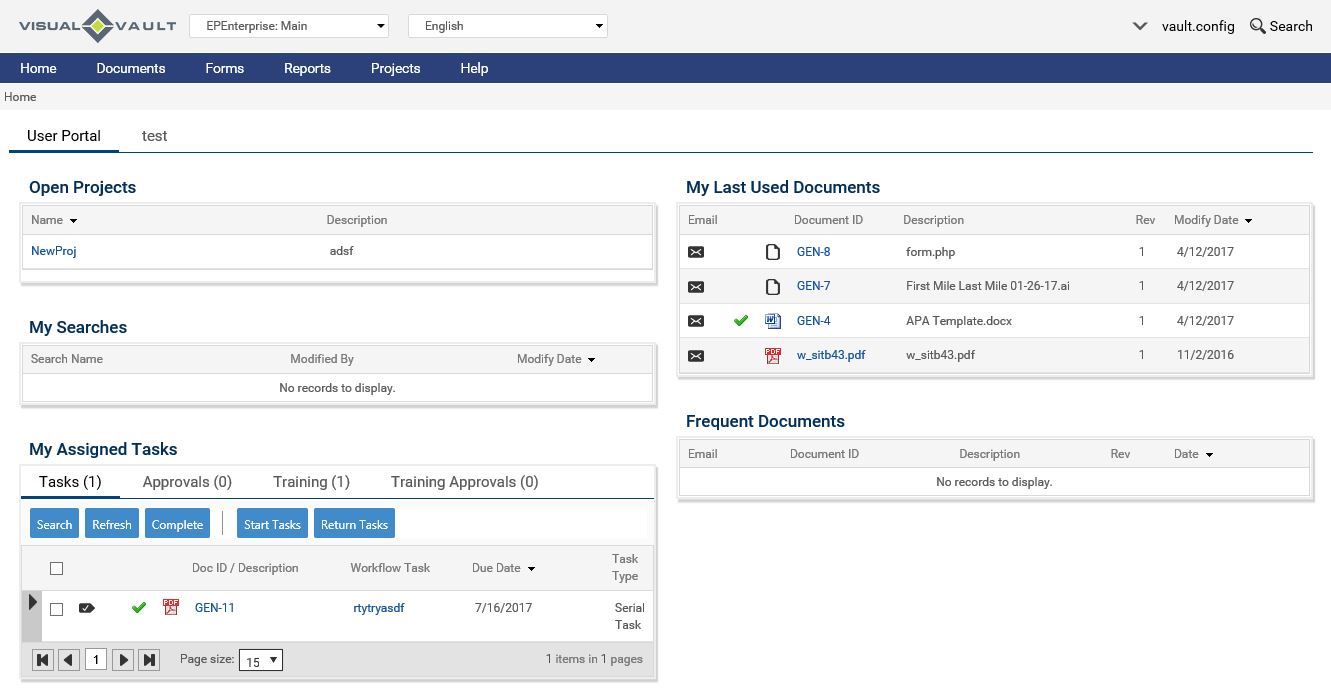 VISUAL VAULT
EPEnterprise: Main
English
vault.config
Search
Home Documents Forms Reports Projects Help
Home
User Portal test
Open Projects
Name Description
NewProj adsf
My Searches
Search Name Modified By Modify Date
No records to display.
My Assigned Tasks
Tasks (1) Approvals (0) Training (1) Training Approvals (0)
Search Refresh Complete Start Tasks Return Tasks
Doc ID / Description Workflow Task Due Date Task Type
PDF GEN-11 rtytryasdf 7/16/2017 Serial Task
1 Page size: 15 1 items in 1 pages
My Last Used Documents
Email Document ID Description Rev Modify Date
GEN-8 form.php 1 4/12/2017
GEN-7 First Mile Last Mile 01-26-17.ai 1 4/12/2017
W GEN-4 APA Template.docx 1 4/12/2017
PDF w_sitb43.pdf w_sitb43.pdf 1 11/2/2016
Frequent Documents
Email Document ID Description Rev Date
No records to display.